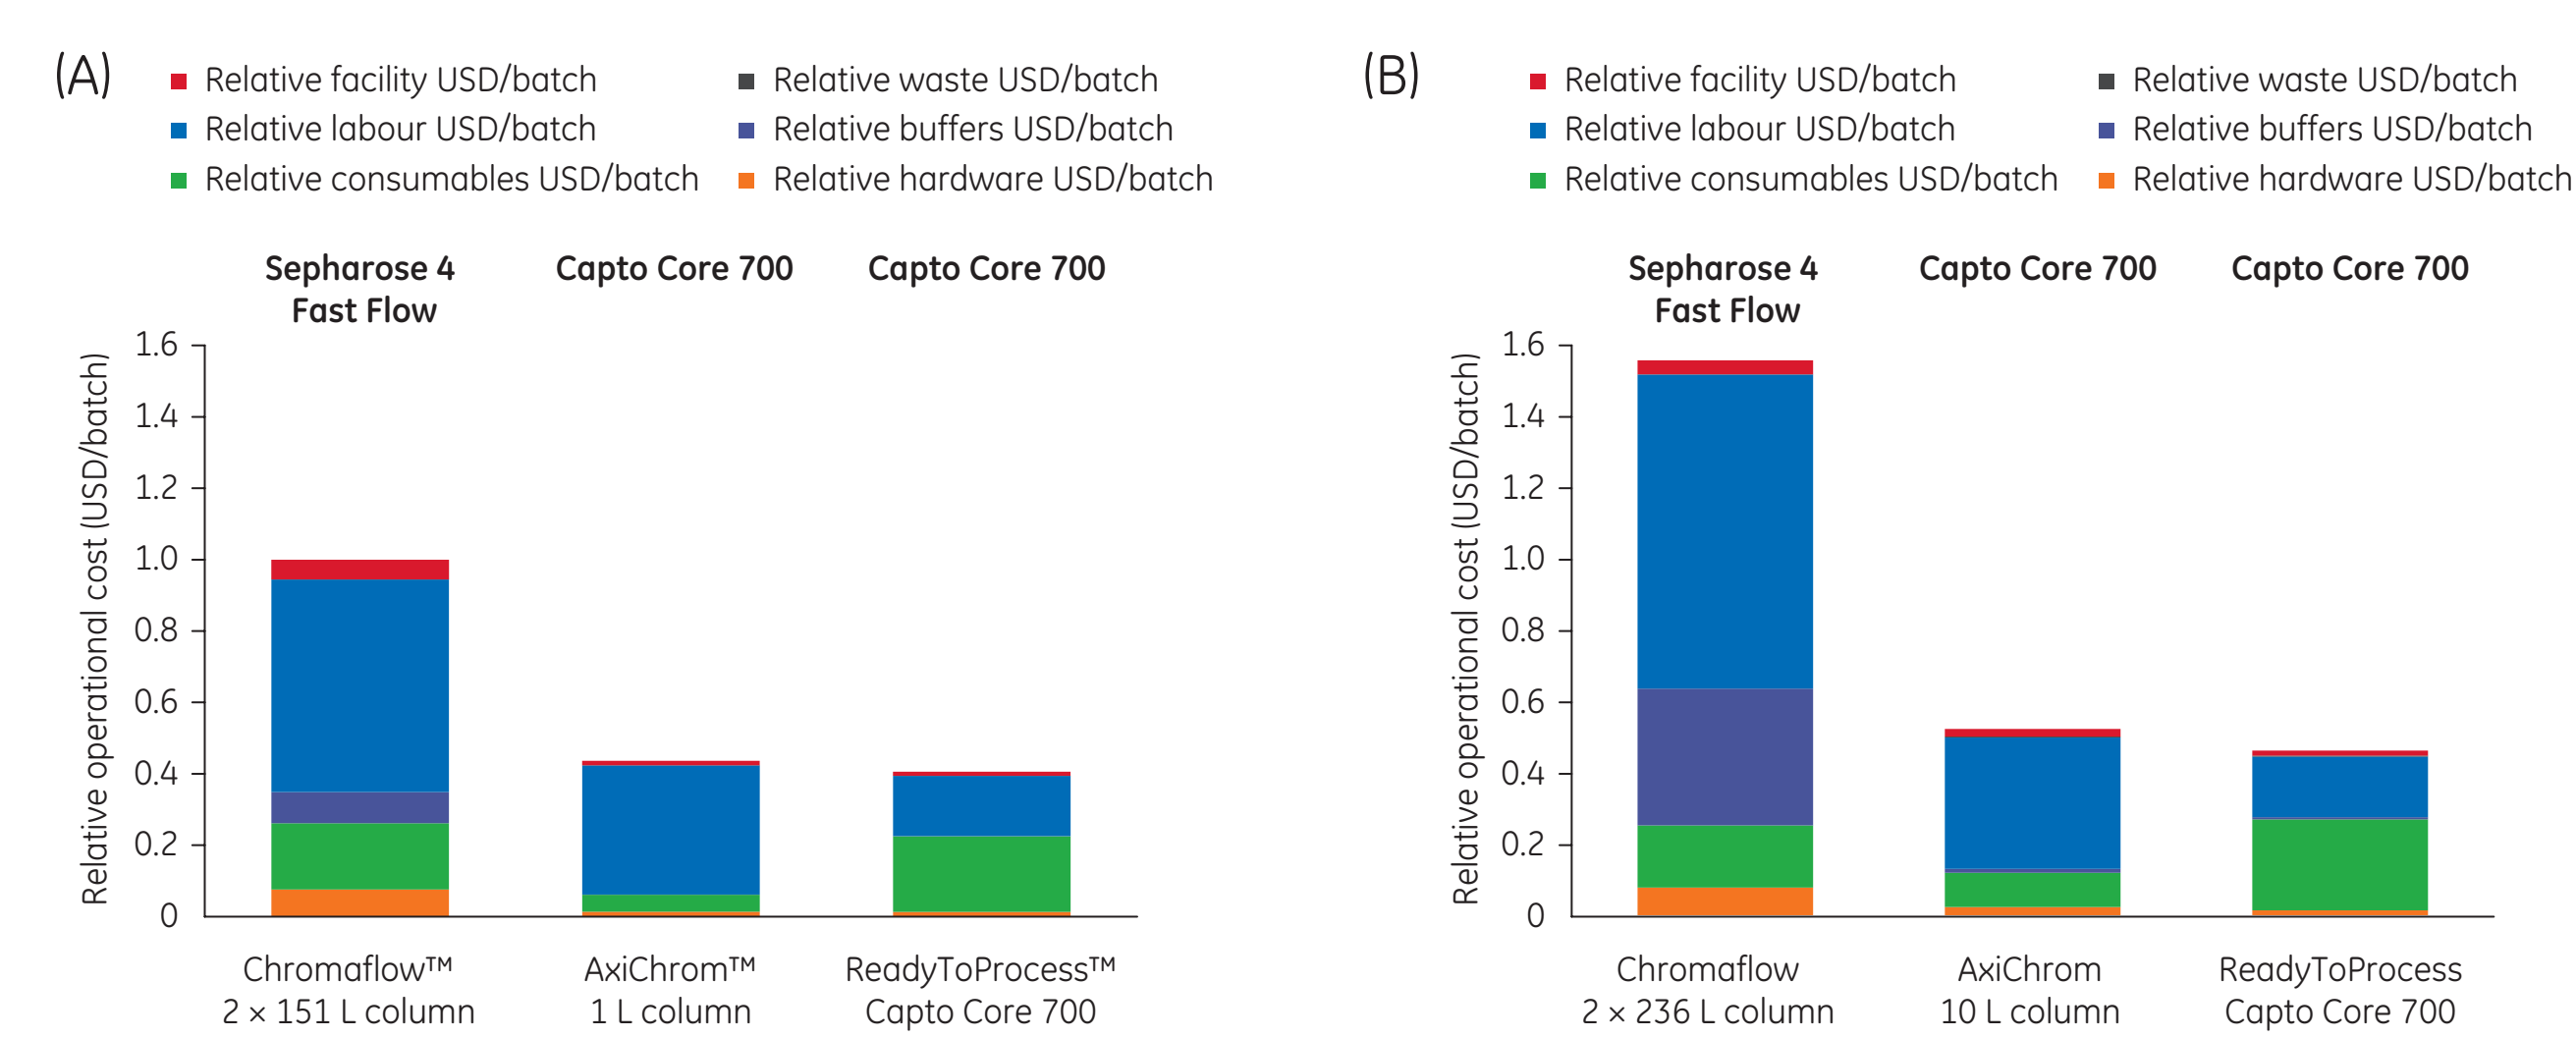 (A)
Relative facility USD/batch
Relative waste USD/batch
Relative labour USD/batch
Relative buffers USD/batch
Relative consumables USD/batch
Relative hardware USD/batch
Sepharose 4
Fast Flow
Capto Core 700
Capto Core 700
Relative operational cost (USD/batch)
1.6
1.4
1.2
1.0
0.8
0.6
0.4
0.2
0
Chromaflow™
2 × 151 L column
AxiChrom™
1 L column
ReadyToProcess™
Capto Core 700
(B)
Relative facility USD/batch
Relative waste USD/batch
Relative labour USD/batch
Relative buffers USD/batch
Relative consumables USD/batch
Relative hardware USD/batch
Sepharose 4
Fast Flow
Capto Core 700
Capto Core 700
Relative operational cost (USD/batch)
1.6
1.4
1.2
1.0
0.8
0.6
0.4
0.2
0
Chromaflow
2 × 236 L column
AxiChrom
10 L column
ReadyToProcess
Capto Core 700